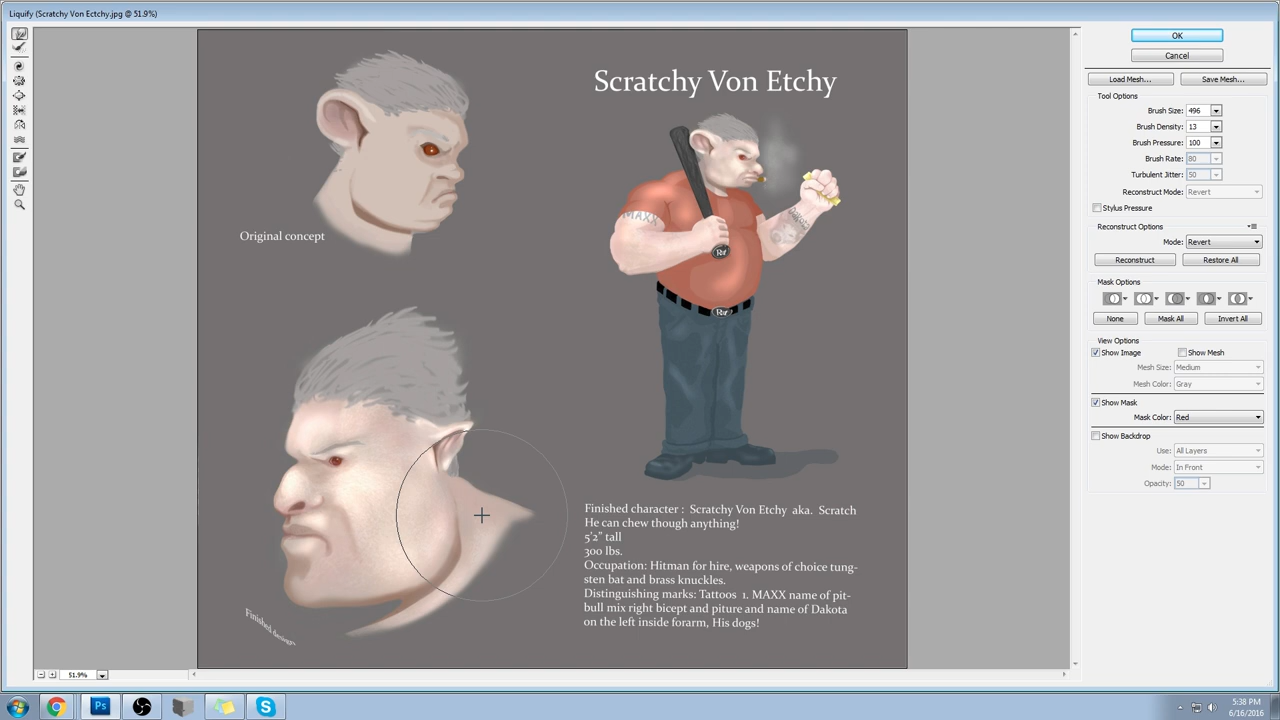 Liquify (Scratchy Von Ectchy.jpg @ 51.9%)
Scratchy Von Etchy
Original concept
MAXX
Dakota
Finished
Finished character : Scratchy Von Etchy aka. Scratch
He can chew though anything!
5'2" tall
300 lbs.
Occupation: Hitman for hire, weapons of choice tung-
sten bat and brass knuckles.
Distinguishing marks: Tattoos 1. MAXX name of pit-
bull mix right bicept and piture and name of Dakota
on the left inside forarm, His dogs!
51.9%
OK
Cancel
Load Mesh...
Save Mesh...
Tool Options
Brush Size: 496
Brush Density: 13
Brush Pressure: 100
Brush Rate: 80
Turbulent Jitter: 50
Reconstruct Mode: Revert
Stylus Pressure
Reconstruct Options
Mode: Revert
Reconstruct
Restore All
Mask Options
None
Mask All
Invert All
View Options
Show Image
Show Mesh
Mesh Size: Medium
Mesh Color: Gray
Show Mask
Mask Color: Red
Show Backdrop
Use: All Layers
Mode: In Front
Opacity: 50
Ps
5:38 PM
6/16/2016